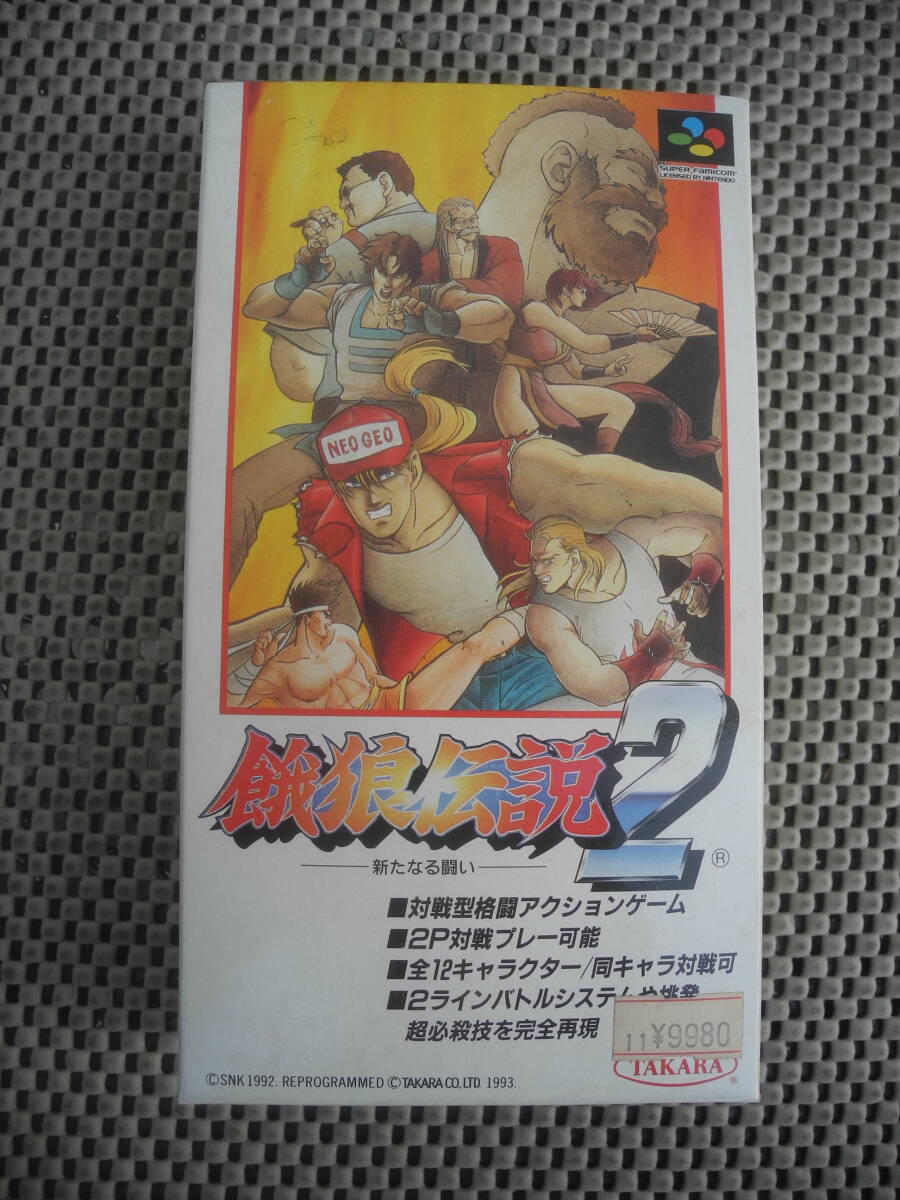 SUPER FAMICOM
LICENSED BY NINTENDO
NEO GEO
餓狼伝説2
®
新たなる闘い
■対戦型格闘アクションゲーム
■2P対戦プレー可能
■全12キャラクター/同キャラ対戦可
■2ラインバトルシステムや挑発
超必殺技を完全再現
11 ¥9980
TAKARA
®
©SNK 1992. REPROGRAMMED ©TAKARA CO.,LTD 1993.